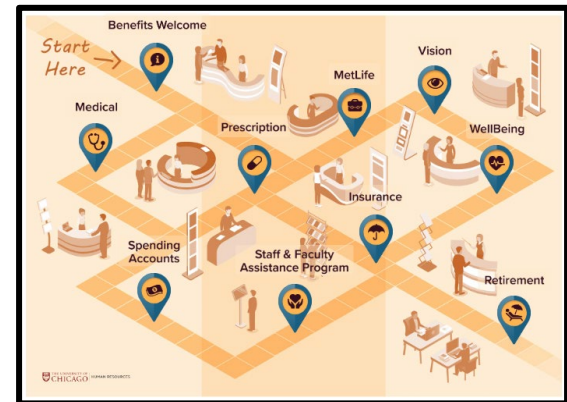 Benefits Welcome
Start
Here
Vision
MetLife
Medical
Prescription
WellBeing
Insurance
Spending
Accounts
Staff & Faculty
Assistance Program
Retirement
THE UNIVERSITY OF
CHICAGO HUMAN RESOURCES